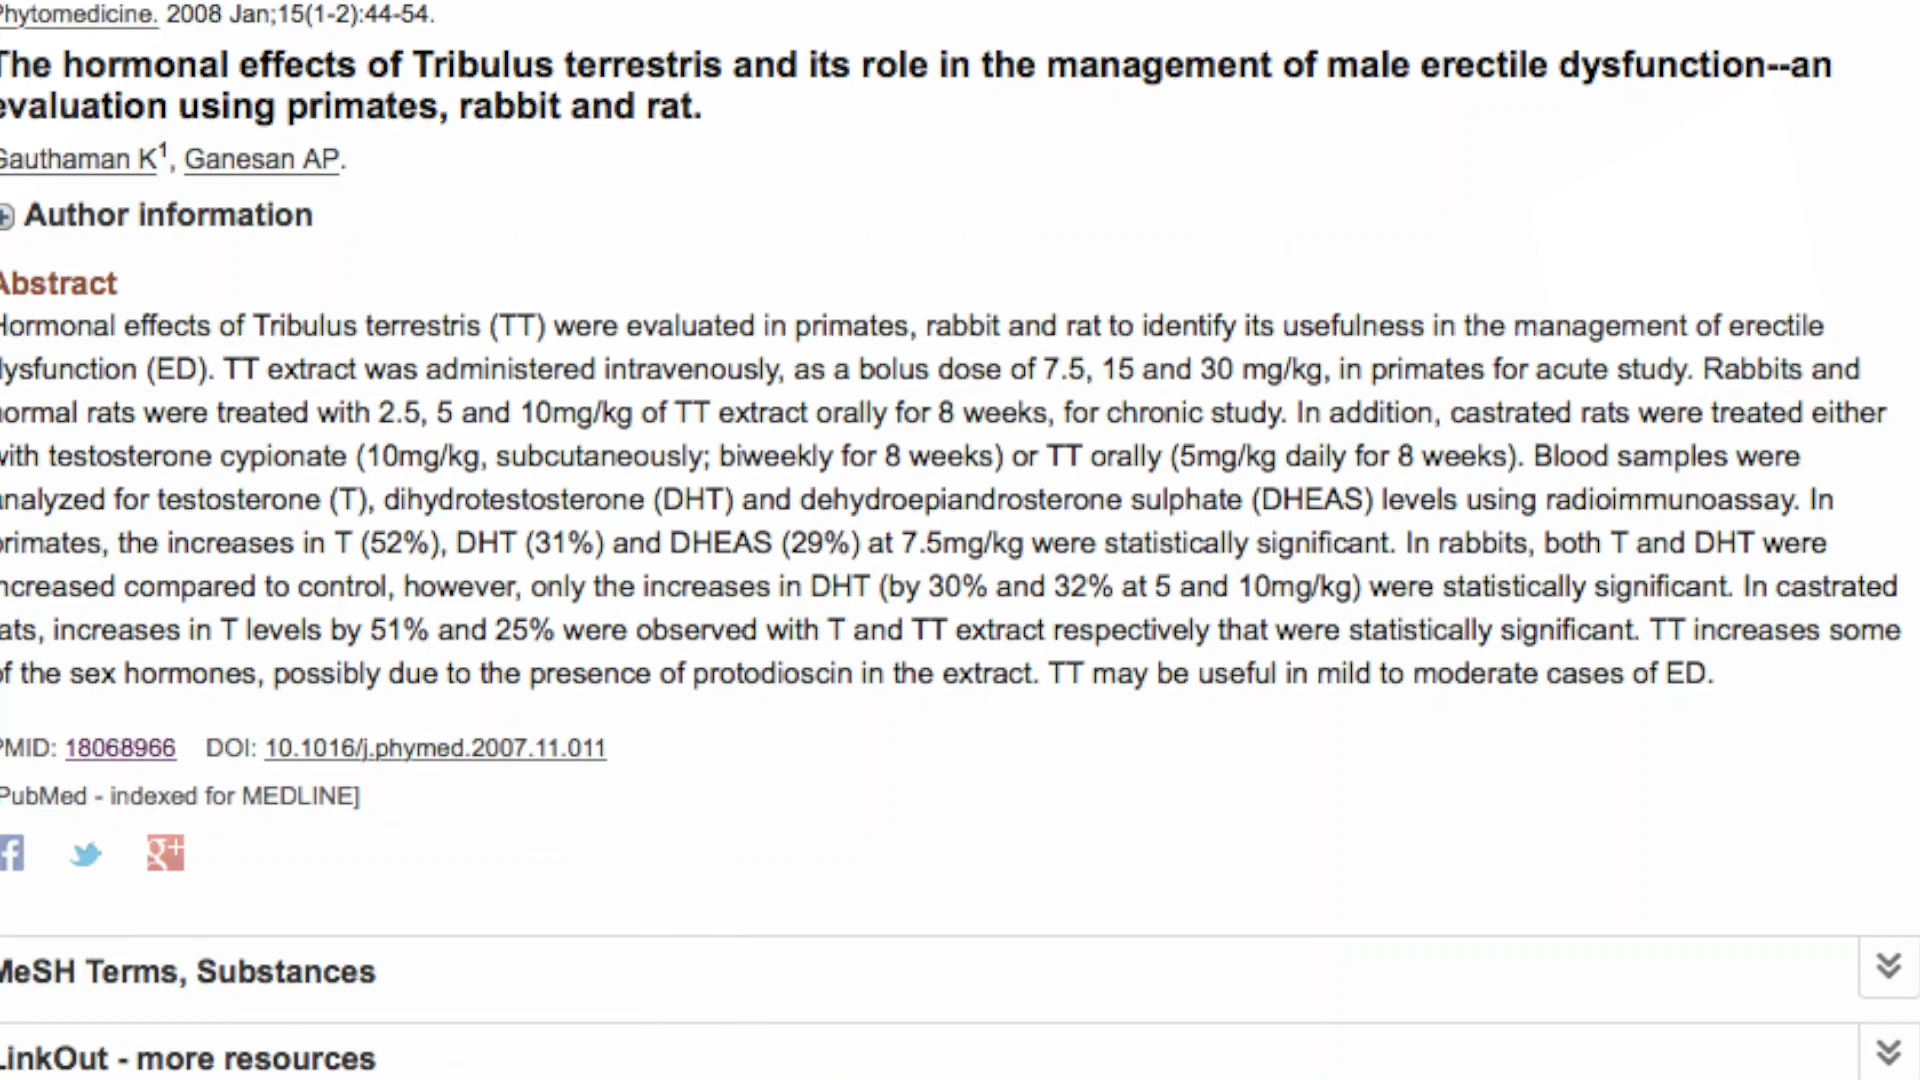 Phytomedicine. 2008 Jan;15(1-2):44-54.
The hormonal effects of Tribulus terrestris and its role in the management of male erectile dysfunction--an
evaluation using primates, rabbit and rat.
Gauthaman K1, Ganesan AP.
Author information
Abstract
Hormonal effects of Tribulus terrestris (TT) were evaluated in primates, rabbit and rat to identify its usefulness in the management of erectile
dysfunction (ED). TT extract was administered intravenously, as a bolus dose of 7.5, 15 and 30 mg/kg, in primates for acute study. Rabbits and
normal rats were treated with 2.5, 5 and 10mg/kg of TT extract orally for 8 weeks, for chronic study. In addition, castrated rats were treated either
with testosterone cypionate (10mg/kg, subcutaneously; biweekly for 8 weeks) or TT orally (5mg/kg daily for 8 weeks). Blood samples were
analyzed for testosterone (T), dihydrotestosterone (DHT) and dehydroepiandrosterone sulphate (DHEAS) levels using radioimmunoassay. In
primates, the increases in T (52%), DHT (31%) and DHEAS (29%) at 7.5mg/kg were statistically significant. In rabbits, both T and DHT were
increased compared to control, however, only the increases in DHT (by 30% and 32% at 5 and 10mg/kg) were statistically significant. In castrated
rats, increases in T levels by 51% and 25% were observed with T and TT extract respectively that were statistically significant. TT increases some
of the sex hormones, possibly due to the presence of protodioscin in the extract. TT may be useful in mild to moderate cases of ED.
PMID: 18068966 DOI: 10.1016/j.phymed.2007.11.011
PubMed - indexed for MEDLINE]
f g+
MeSH Terms, Substances
LinkOut - more resources